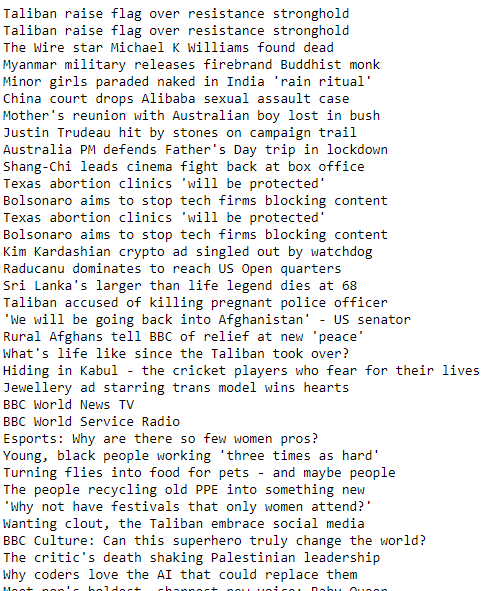 Taliban raise flag over resistance stronghold
Taliban raise flag over resistance stronghold
The Wire star Michael K Williams found dead
Myanmar military releases firebrand Buddhist monk
Minor girls paraded naked in India 'rain ritual'
China court drops Alibaba sexual assault case
Mother's reunion with Australian boy lost in bush
Justin Trudeau hit by stones on campaign trail
Australia PM defends Father's Day trip in lockdown
Shang-Chi leads cinema fight back at box office
Texas abortion clinics 'will be protected'
Bolsonaro aims to stop tech firms blocking content
Texas abortion clinics 'will be protected'
Bolsonaro aims to stop tech firms blocking content
Kim Kardashian crypto ad singled out by watchdog
Raducanu dominates to reach US Open quarters
Sri Lanka's larger than life legend dies at 68
Taliban accused of killing pregnant police officer
'We will be going back into Afghanistan' - US senator
Rural Afghans tell BBC of relief at new 'peace'
What's life like since the Taliban took over?
Hiding in Kabul - the cricket players who fear for their lives
Jewellery ad starring trans model wins hearts
BBC World News TV
BBC World Service Radio
Esports: Why are there so few women pros?
Young, black people working 'three times as hard'
Turning flies into food for pets - and maybe people
The people recycling old PPE into something new
'Why not have festivals that only women attend?'
Wanting clout, the Taliban embrace social media
BBC Culture: Can this superhero truly change the world?
The critic's death shaking Palestinian leadership
Why coders love the AI that could replace them